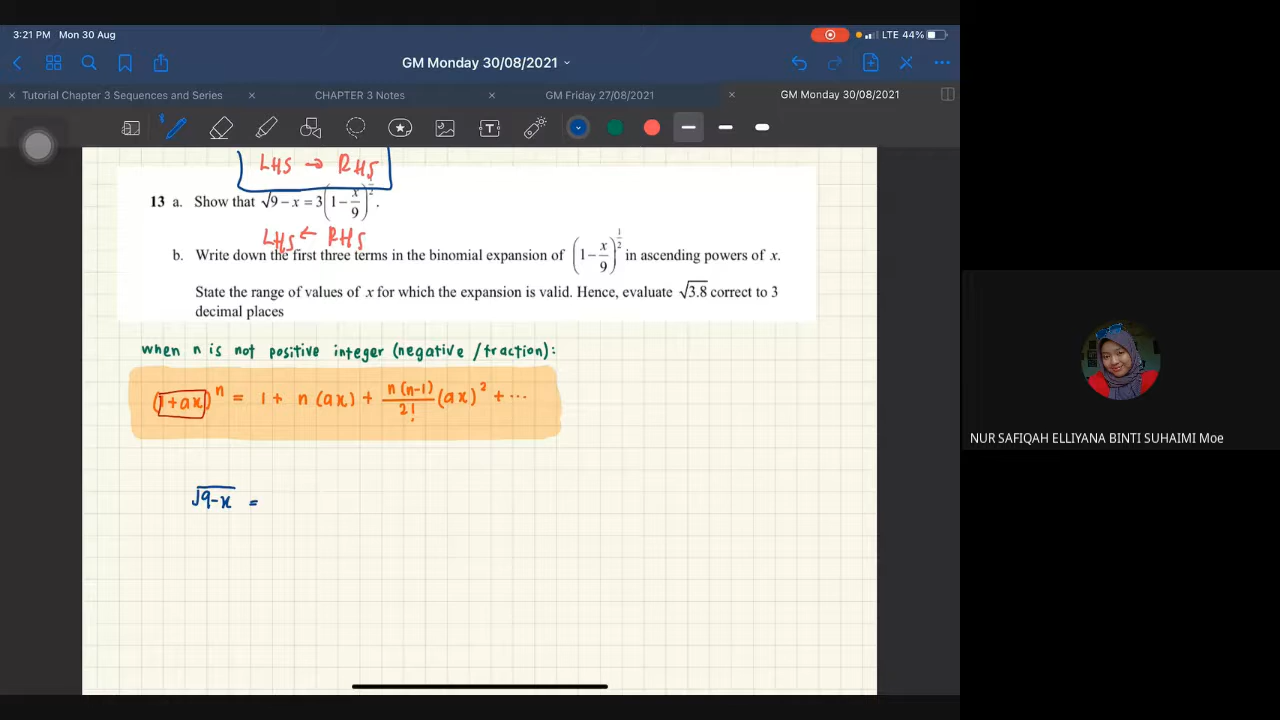 3:21 PM Mon 30 Aug
LTE 44%
GM Monday 30/08/2021
Tutorial Chapter 3 Sequences and Series
CHAPTER 3 Notes
GM Friday 27/08/2021
GM Monday 30/08/2021
LHS → RHS
13 a. Show that √9 − x = 3(1 − x/9)^1/2.
LHS ← RHS
b. Write down the first three terms in the binomial expansion of (1 − x/9)^1/2 in ascending powers of x.
State the range of values of x for which the expansion is valid. Hence, evaluate √3.8 correct to 3
decimal places
when n is not positive integer (negative / fraction):
(1+ax)^n = 1 + n(ax) + n(n-1)/2! (ax)^2 + ...
√9-x =
NUR SAFIQAH ELLIYANA BINTI SUHAIMI Moe